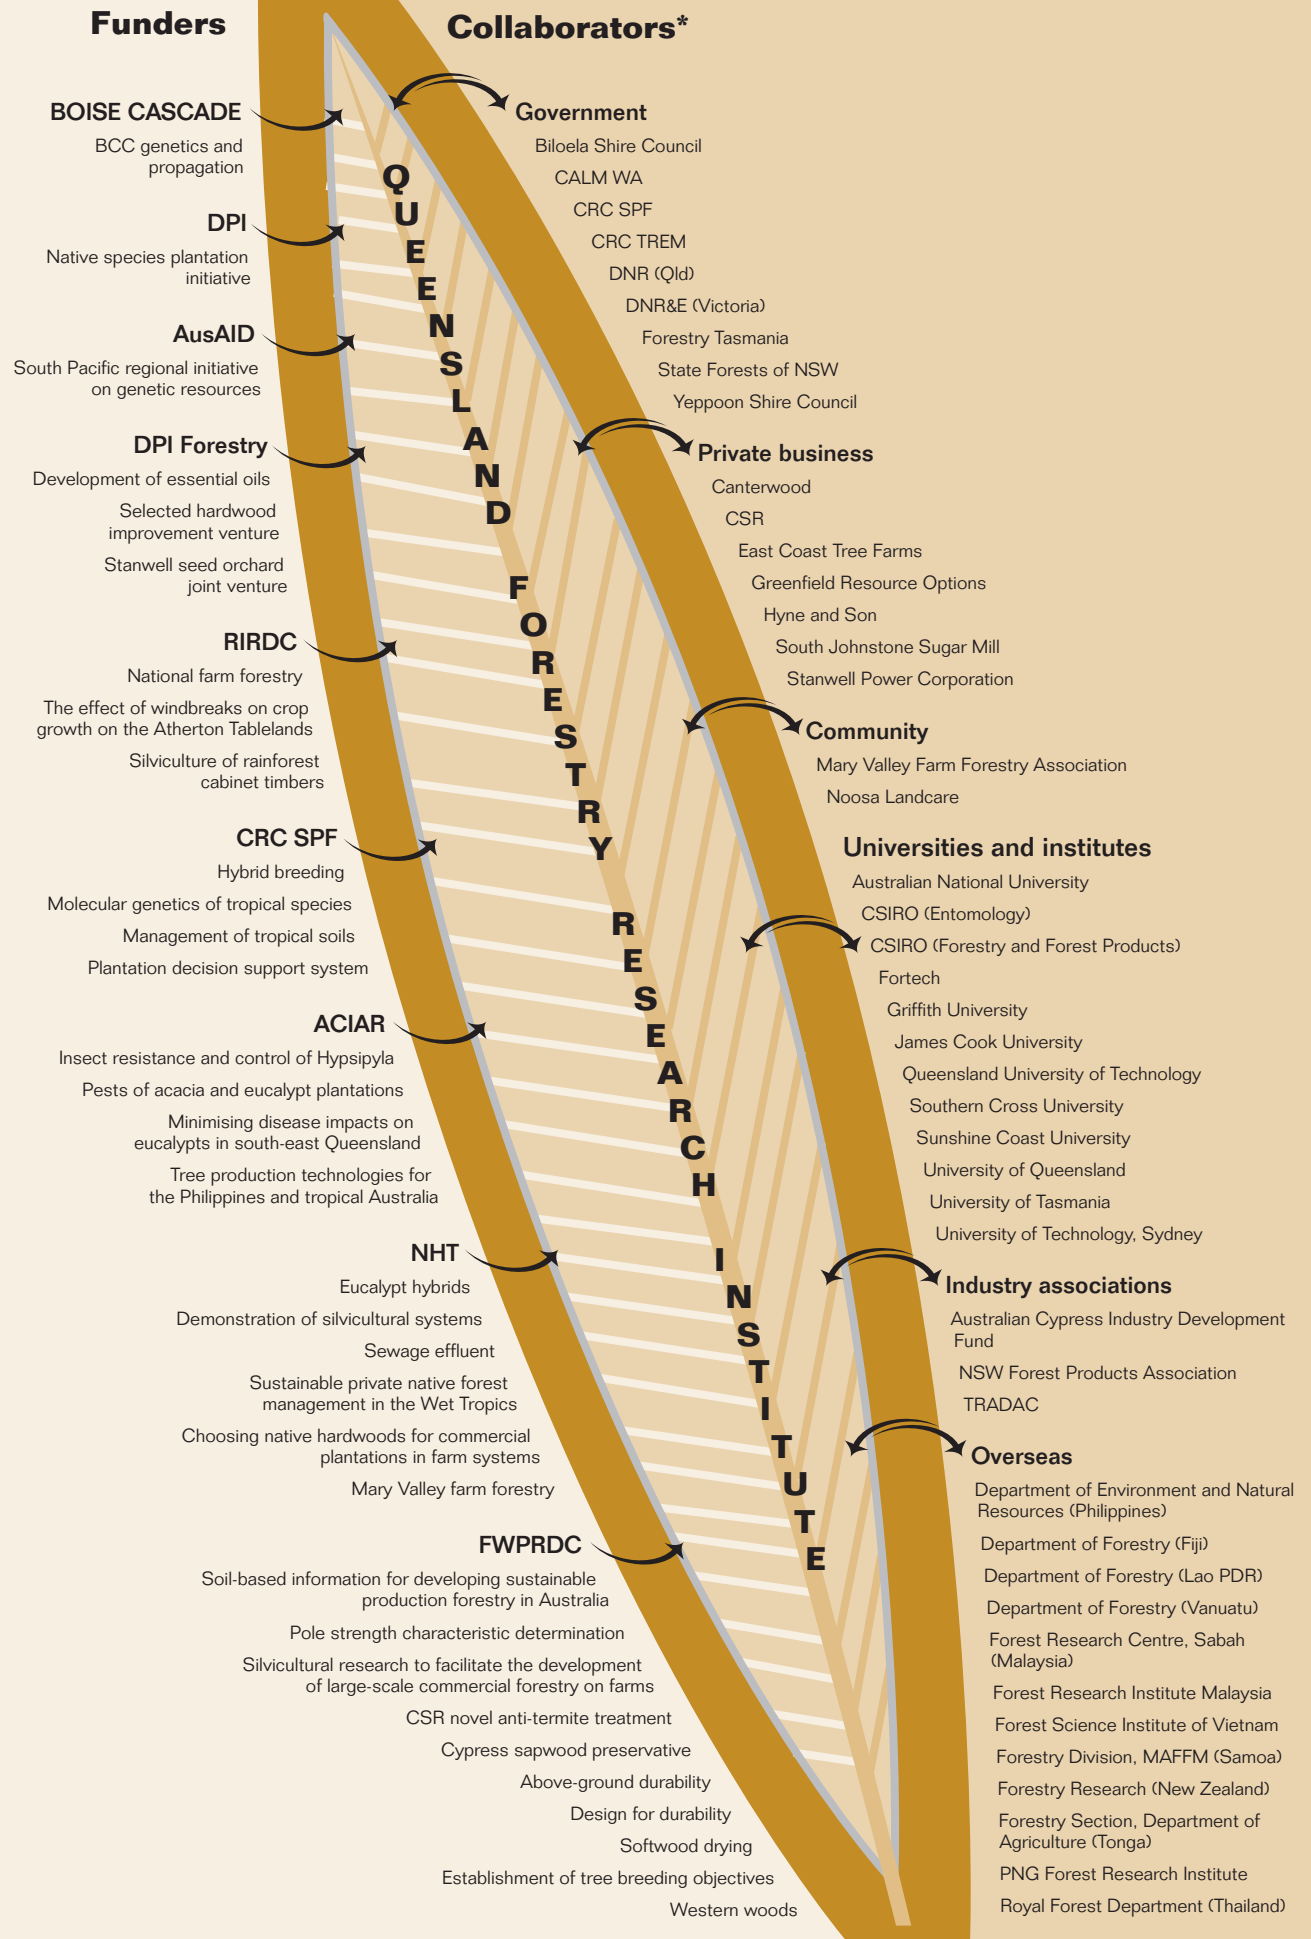 Funders
BOISE CASCADE
BCC genetics and
propagation
DPI
Native species plantation
initiative
AusAID
South Pacific regional initiative
on genetic resources
DPI Forestry
Development of essential oils
Selected hardwood
improvement venture
Stanwell seed orchard
joint venture
RIRDC
National farm forestry
The effect of windbreaks on crop
growth on the Atherton Tablelands
Silviculture of rainforest
cabinet timbers
CRC SPF
Hybrid breeding
Molecular genetics of tropical species
Management of tropical soils
Plantation decision support system
ACIAR
Insect resistance and control of Hypsipyla
Pests of acacia and eucalypt plantations
Minimising disease impacts on
eucalypts in south-east Queensland
Tree production technologies for
the Philippines and tropical Australia
NHT
Eucalypt hybrids
Demonstration of silvicultural systems
Sewage effluent
Sustainable private native forest
management in the Wet Tropics
Choosing native hardwoods for commercial
plantations in farm systems
Mary Valley farm forestry
FWPRDC
Soil-based information for developing sustainable
production forestry in Australia
Pole strength characteristic determination
Silvicultural research to facilitate the development
of large-scale commercial forestry on farms
CSR novel anti-termite treatment
Cypress sapwood preservative
Above-ground durability
Design for durability
Softwood drying
Establishment of tree breeding objectives
Western woods
QUEENSLAND FORESTRY RESEARCH INSTITUTE
Collaborators*
Government
Biloela Shire Council
CALM WA
CRC SPF
CRC TREM
DNR (Qld)
DNR&E (Victoria)
Forestry Tasmania
State Forests of NSW
Yeppoon Shire Council
Private business
Canterwood
CSR
East Coast Tree Farms
Greenfield Resource Options
Hyne and Son
South Johnstone Sugar Mill
Stanwell Power Corporation
Community
Mary Valley Farm Forestry Association
Noosa Landcare
Universities and institutes
Australian National University
CSIRO (Entomology)
CSIRO (Forestry and Forest Products)
Fortech
Griffith University
James Cook University
Queensland University of Technology
Southern Cross University
Sunshine Coast University
University of Queensland
University of Tasmania
University of Technology, Sydney
Industry associations
Australian Cypress Industry Development
Fund
NSW Forest Products Association
TRADAC
Overseas
Department of Environment and Natural
Resources (Philippines)
Department of Forestry (Fiji)
Department of Forestry (Lao PDR)
Department of Forestry (Vanuatu)
Forest Research Centre, Sabah
(Malaysia)
Forest Research Institute Malaysia
Forest Science Institute of Vietnam
Forestry Division, MAFFM (Samoa)
Forestry Research (New Zealand)
Forestry Section, Department of
Agriculture (Tonga)
PNG Forest Research Institute
Royal Forest Department (Thailand)